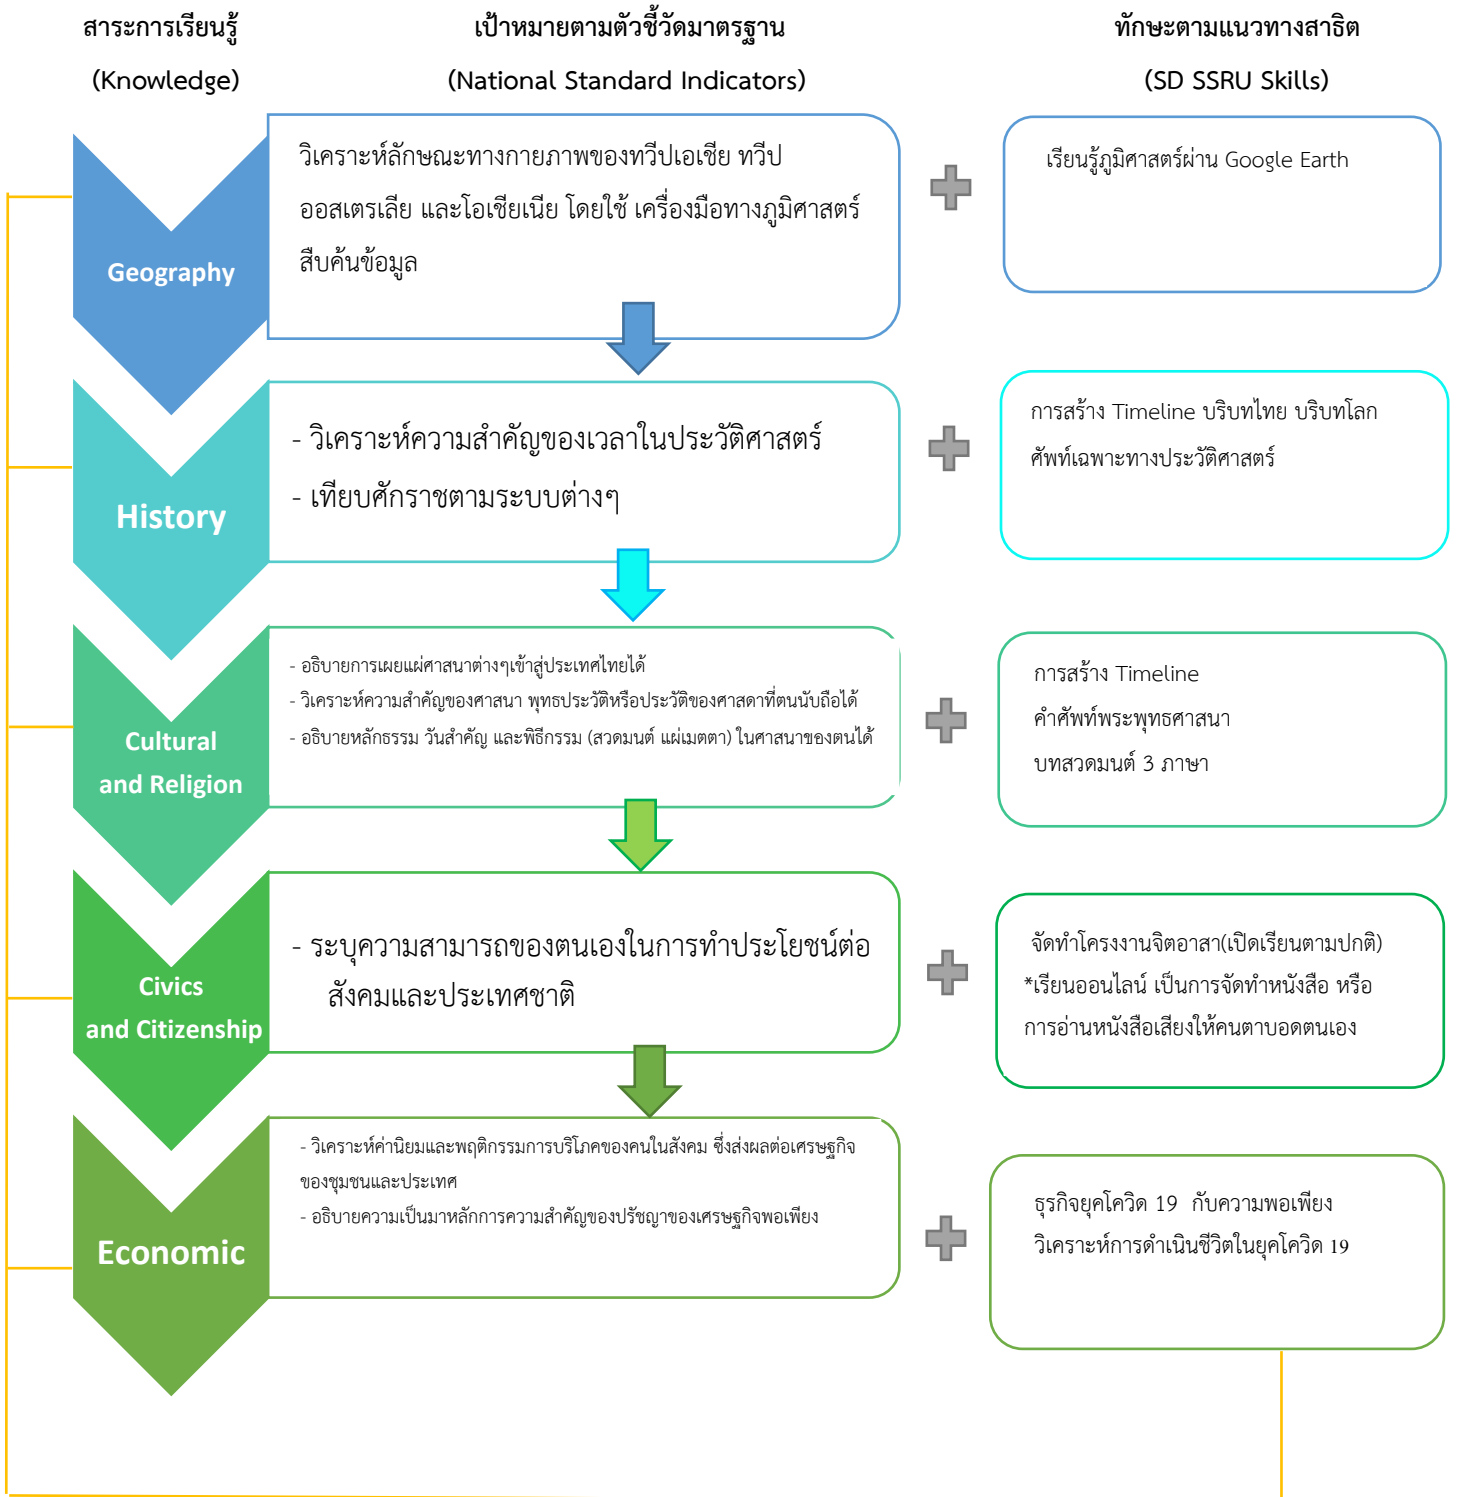 สาระการเรียนรู้
(Knowledge)
เป้าหมายตามตัวชี้วัดมาตรฐาน
(National Standard Indicators)
ทักษะตามแนวทางสาธิต
(SD SSRU Skills)
Geography
วิเคราะห์ลักษณะทางกายภาพของทวีปเอเชีย ทวีป
ออสเตรเลีย และโอเชียเนีย โดยใช้ เครื่องมือทางภูมิศาสตร์
สืบค้นข้อมูล
เรียนรู้ภูมิศาสตร์ผ่าน Google Earth
History
- วิเคราะห์ความสำคัญของเวลาในประวัติศาสตร์
- เทียบศักราชตามระบบต่างๆ
การสร้าง Timeline บริบทไทย บริบทโลก
ศัพท์เฉพาะทางประวัติศาสตร์
Cultural
and Religion
- อธิบายการเผยแผ่ศาสนาต่างๆเข้าสู่ประเทศไทยได้
- วิเคราะห์ความสำคัญของศาสนา พุทธประวัติหรือประวัติของศาสดาที่ตนนับถือได้
- อธิบายหลักธรรม วันสำคัญ และพิธีกรรม (สวดมนต์ แผ่เมตตา) ในศาสนาของตนได้
การสร้าง Timeline
คำศัพท์พระพุทธศาสนา
บทสวดมนต์ 3 ภาษา
Civics
and Citizenship
- ระบุความสามารถของตนเองในการทำประโยชน์ต่อ
สังคมและประเทศชาติ
จัดทำโครงงานจิตอาสา(เปิดเรียนตามปกติ)
*เรียนออนไลน์ เป็นการจัดทำหนังสือ หรือ
การอ่านหนังสือเสียงให้คนตาบอดตนเอง
Economic
- วิเคราะห์ค่านิยมและพฤติกรรมการบริโภคของคนในสังคม ซึ่งส่งผลต่อเศรษฐกิจ
ของชุมชนและประเทศ
- อธิบายความเป็นมาหลักการความสำคัญของปรัชญาของเศรษฐกิจพอเพียง
ธุรกิจยุคโควิด 19 กับความพอเพียง
วิเคราะห์การดำเนินชีวิตในยุคโควิด 19